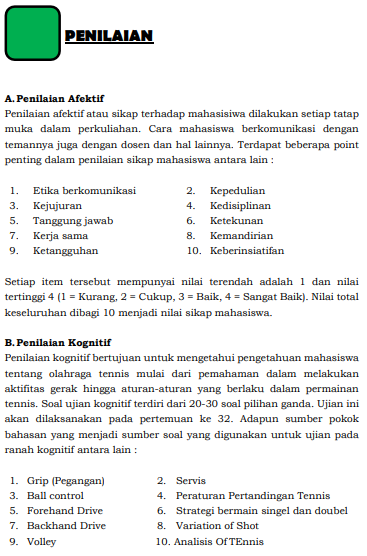 PENILAIAN
A. Penilaian Afektif
Penilaian afektif atau sikap terhadap mahasisiwa dilakukan setiap tatap
muka dalam perkuliahan. Cara mahasiswa berkomunikasi dengan
temannya juga dengan dosen dan hal lainnya. Terdapat beberapa point
penting dalam penilaian sikap mahasiswa antara lain :
1. Etika berkomunikasi 2. Kepedulian
3. Kejujuran 4. Kedisiplinan
5. Tanggung jawab 6. Ketekunan
7. Kerja sama 8. Kemandirian
9. Ketangguhan 10. Keberinsiatifan
Setiap item tersebut mempunyai nilai terendah adalah 1 dan nilai
tertinggi 4 (1 = Kurang, 2 = Cukup, 3 = Baik, 4 = Sangat Baik). Nilai total
keseluruhan dibagi 10 menjadi nilai sikap mahasiswa.
B. Penilaian Kognitif
Penilaian kognitif bertujuan untuk mengetahui pengetahuan mahasiswa
tentang olahraga tennis mulai dari pemahaman dalam melakukan
aktifitas gerak hingga aturan-aturan yang berlaku dalam permainan
tennis. Soal ujian kognitif terdiri dari 20-30 soal pilihan ganda. Ujian ini
akan dilaksanakan pada pertemuan ke 32. Adapun sumber pokok
bahasan yang menjadi sumber soal yang digunakan untuk ujian pada
ranah kognitif antara lain :
1. Grip (Pegangan) 2. Servis
3. Ball control 4. Peraturan Pertandingan Tennis
5. Forehand Drive 6. Strategi bermain singel dan doubel
7. Backhand Drive 8. Variation of Shot
9. Volley 10. Analisis Of TEnnis